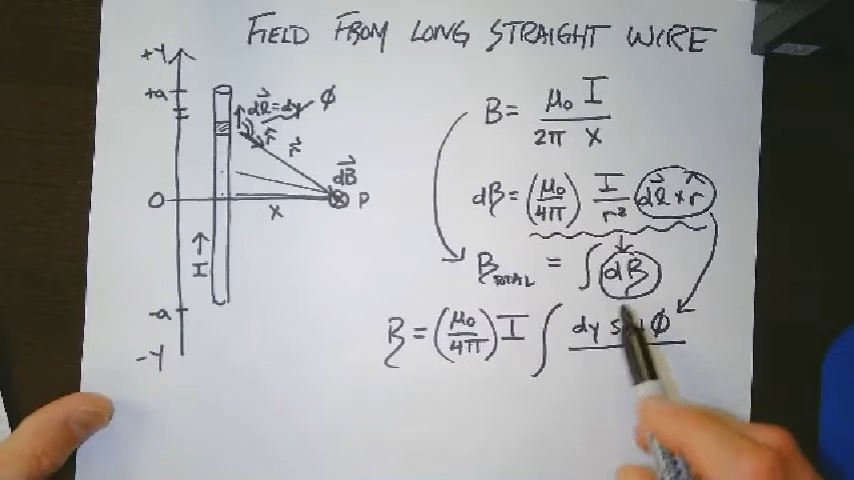 FIELD FROM LONG STRAIGHT WIRE
+Y
+a
dℓ⃗ = dy
ϕ
r̂
r⃗
dB⃗
0
x
P
I
-a
-Y
B = μ₀ I / 2π x
dB = (μ₀/4π) I/r² dℓ⃗ × r̂
B TOTAL = ∫ dB
B = (μ₀/4π) I ∫ dy sin ϕ